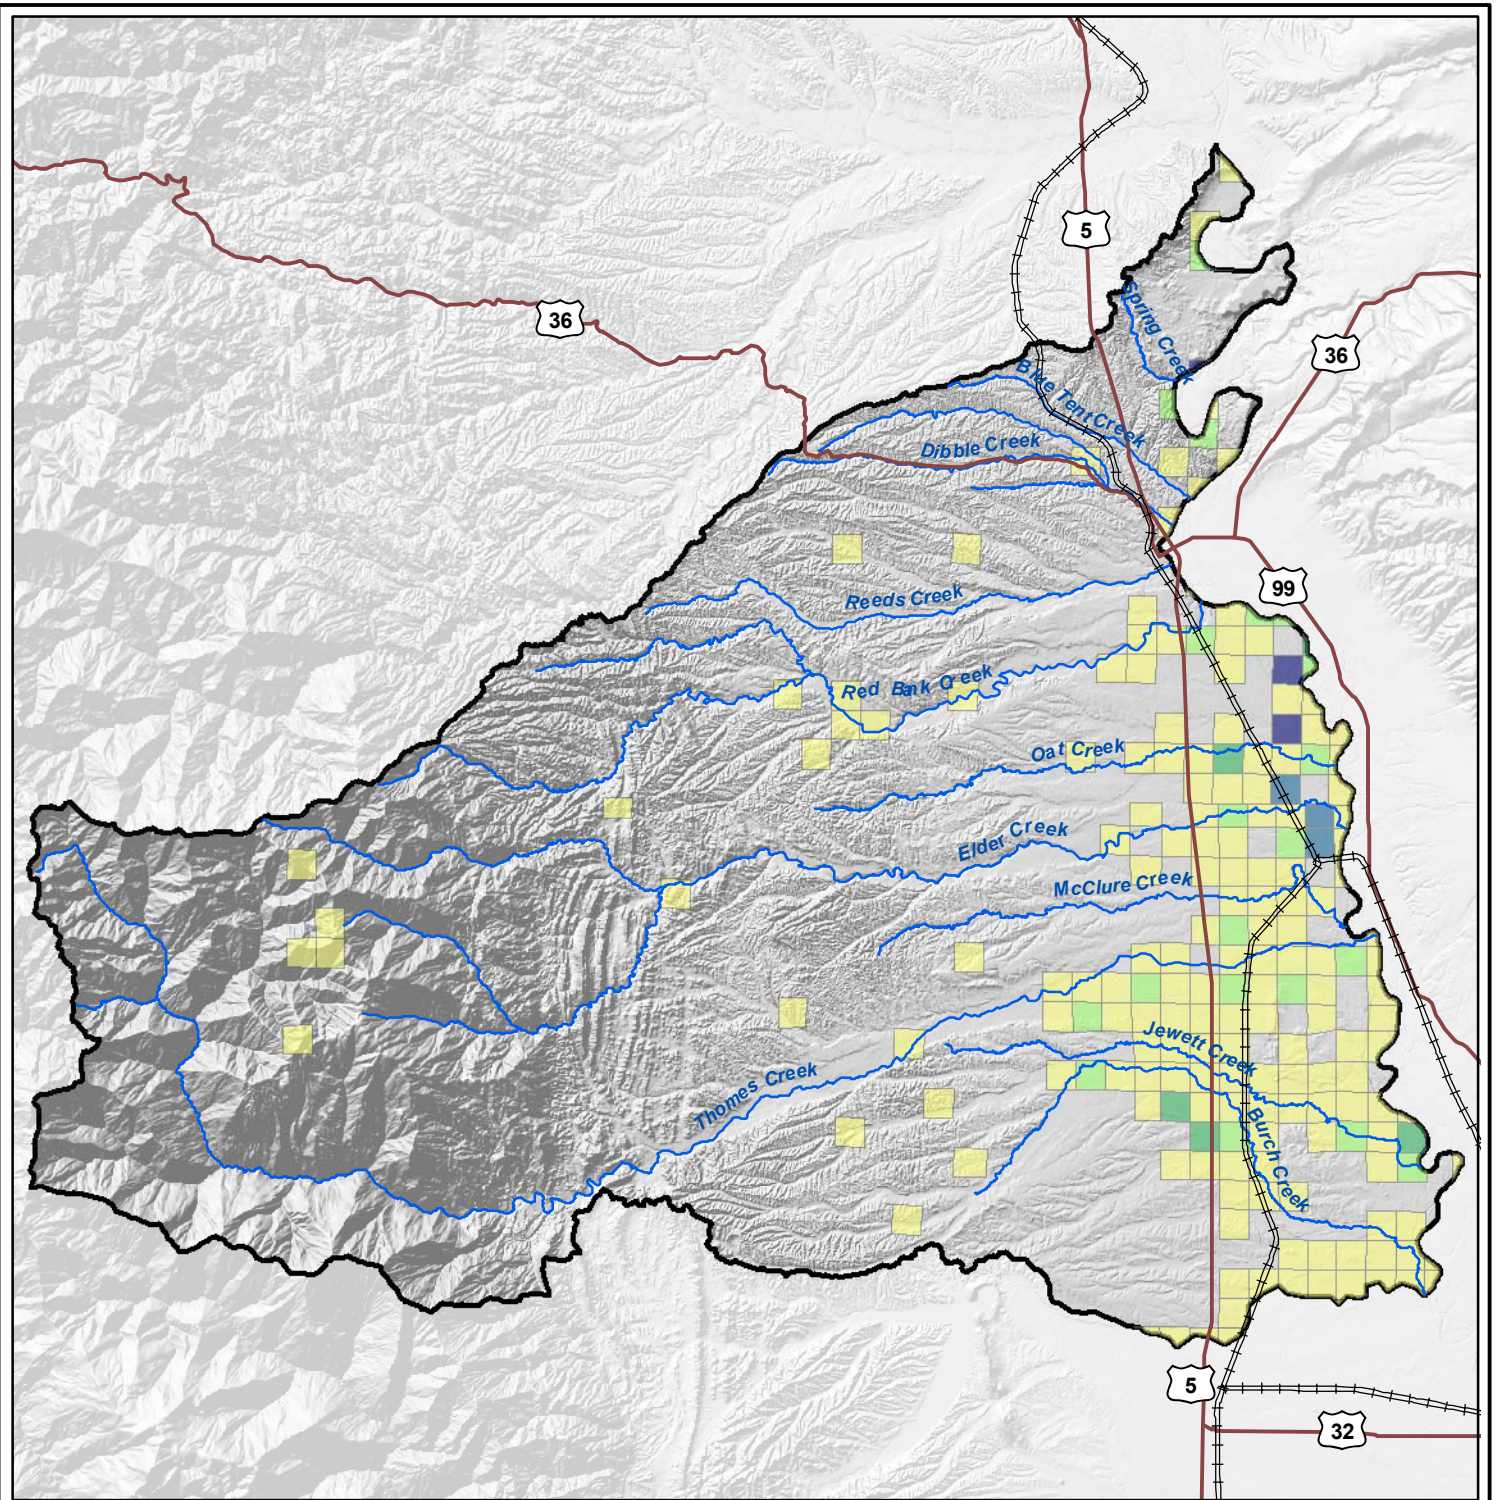 5
36
36
Spring Creek
Blue Tent Creek
Dibble Creek
99
Reeds Creek
Red Bank Creek
Oat Creek
Elder Creek
McClure Creek
Jewett Creek
Thomes Creek
Burch Creek
5
32